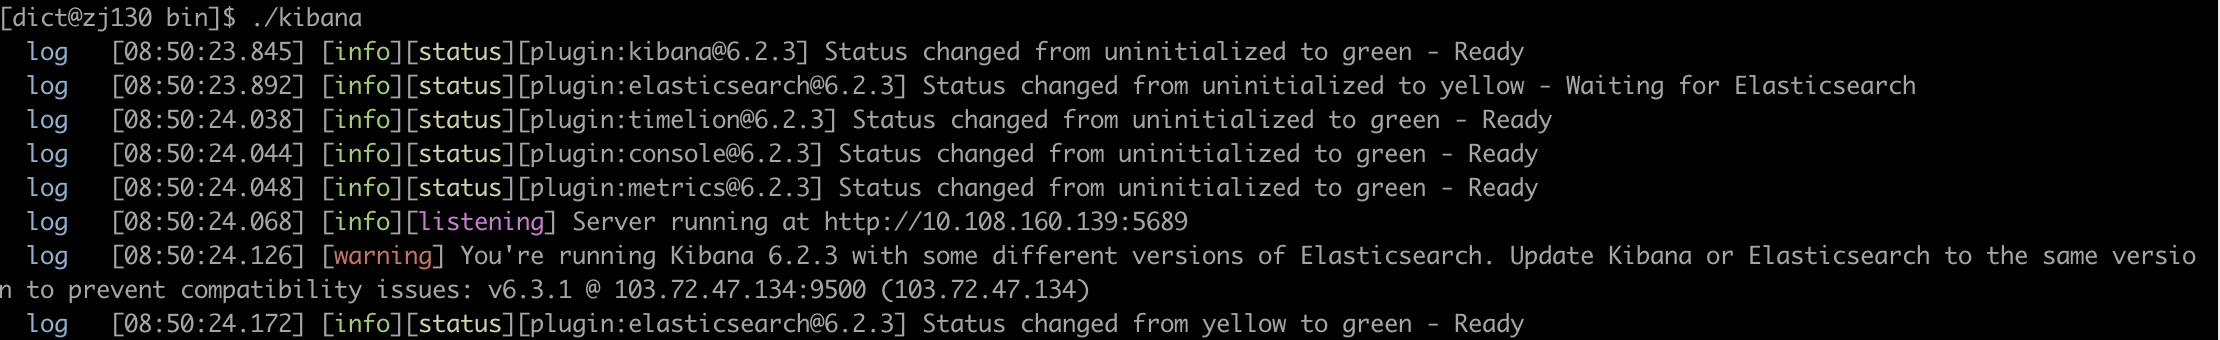 [dict@zj130 bin]$ ./kibana
log [08:50:23.845] [info][status][plugin:kibana@6.2.3] Status changed from uninitialized to green - Ready
log [08:50:23.892] [info][status][plugin:elasticsearch@6.2.3] Status changed from uninitialized to yellow - Waiting for Elasticsearch
log [08:50:24.038] [info][status][plugin:timelion@6.2.3] Status changed from uninitialized to green - Ready
log [08:50:24.044] [info][status][plugin:console@6.2.3] Status changed from uninitialized to green - Ready
log [08:50:24.048] [info][status][plugin:metrics@6.2.3] Status changed from uninitialized to green - Ready
log [08:50:24.068] [info][listening] Server running at http://10.108.160.139:5689
log [08:50:24.126] [warning] You're running Kibana 6.2.3 with some different versions of Elasticsearch. Update Kibana or Elasticsearch to the same versio
n to prevent compatibility issues: v6.3.1 @ 103.72.47.134:9500 (103.72.47.134)
log [08:50:24.172] [info][status][plugin:elasticsearch@6.2.3] Status changed from yellow to green - Ready